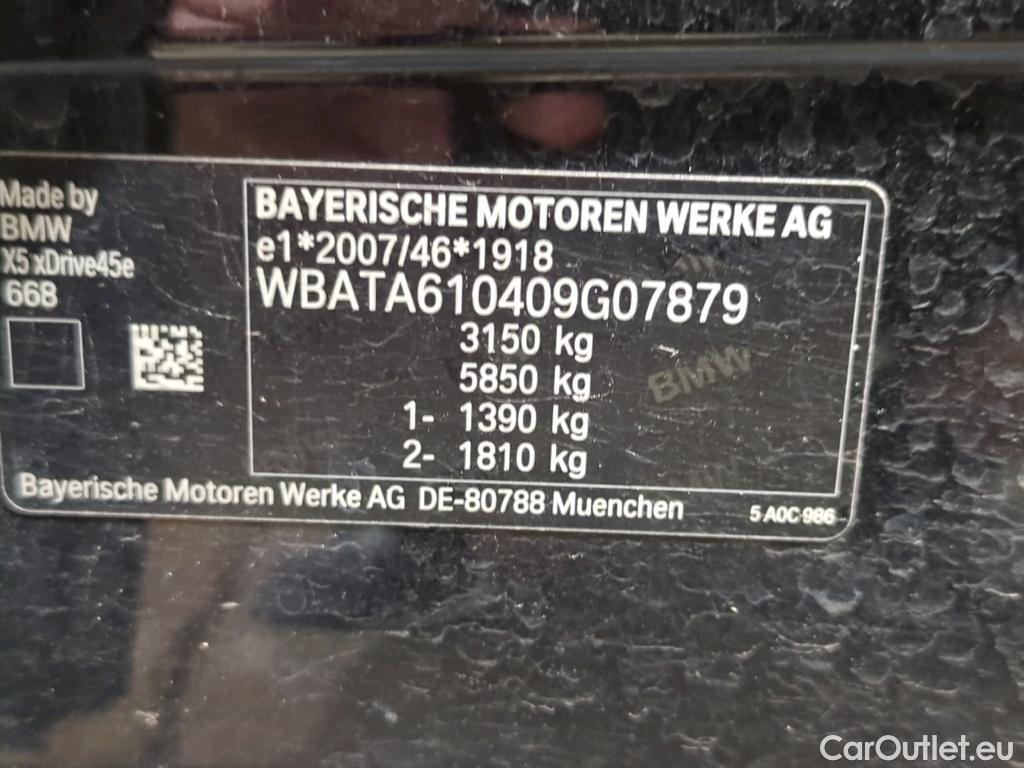 Made by
BMW
X5 xDrive45e
668
BAYERISCHE MOTOREN WERKE AG
e1*2007/46*1918
WBATA610409G07879
3150 kg
5850 kg
1- 1390 kg
2- 1810 kg
BMW
Bayerische Motoren Werke AG DE-80788 Muenchen
5 A0C 986
CarOutlet.eu